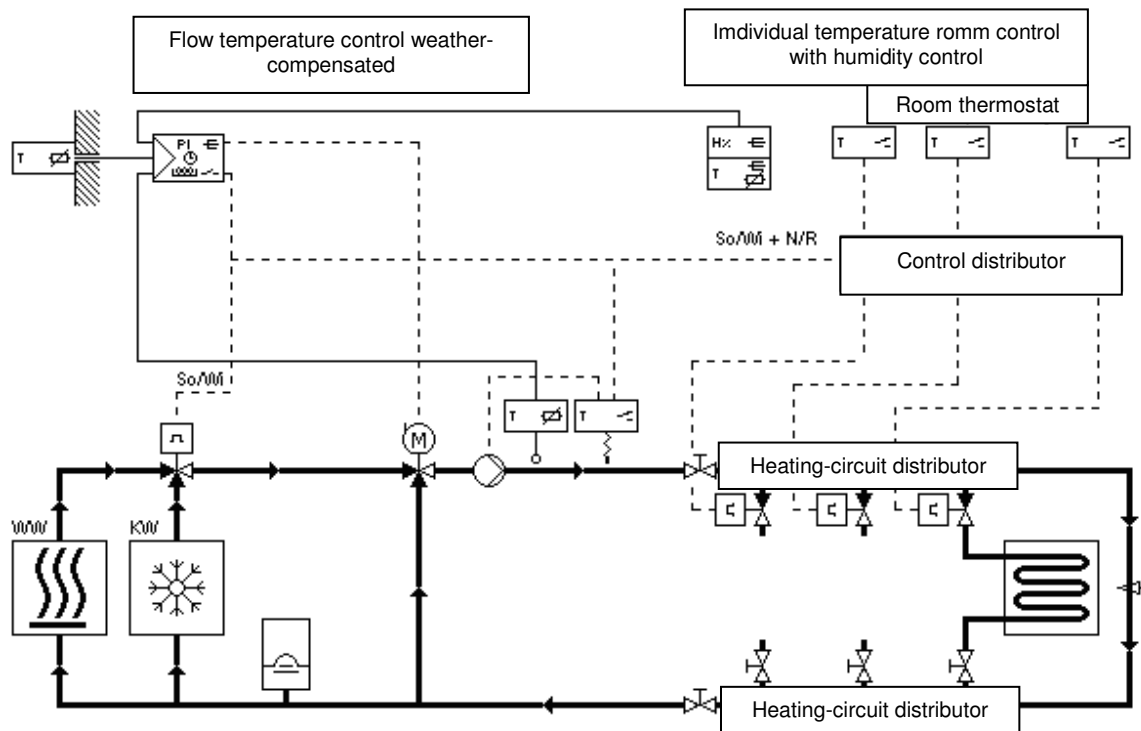 Flow temperature control weather-
compensated
Imdividual temperature romm control
with humidity control
Room thermostat
T
PI
H%
T
T
T
T
So/Wi + N/R
Control distributor
So/Wi
T
T
M
Heating-circuit distributor
WW
KW
Heating-circuit distributor